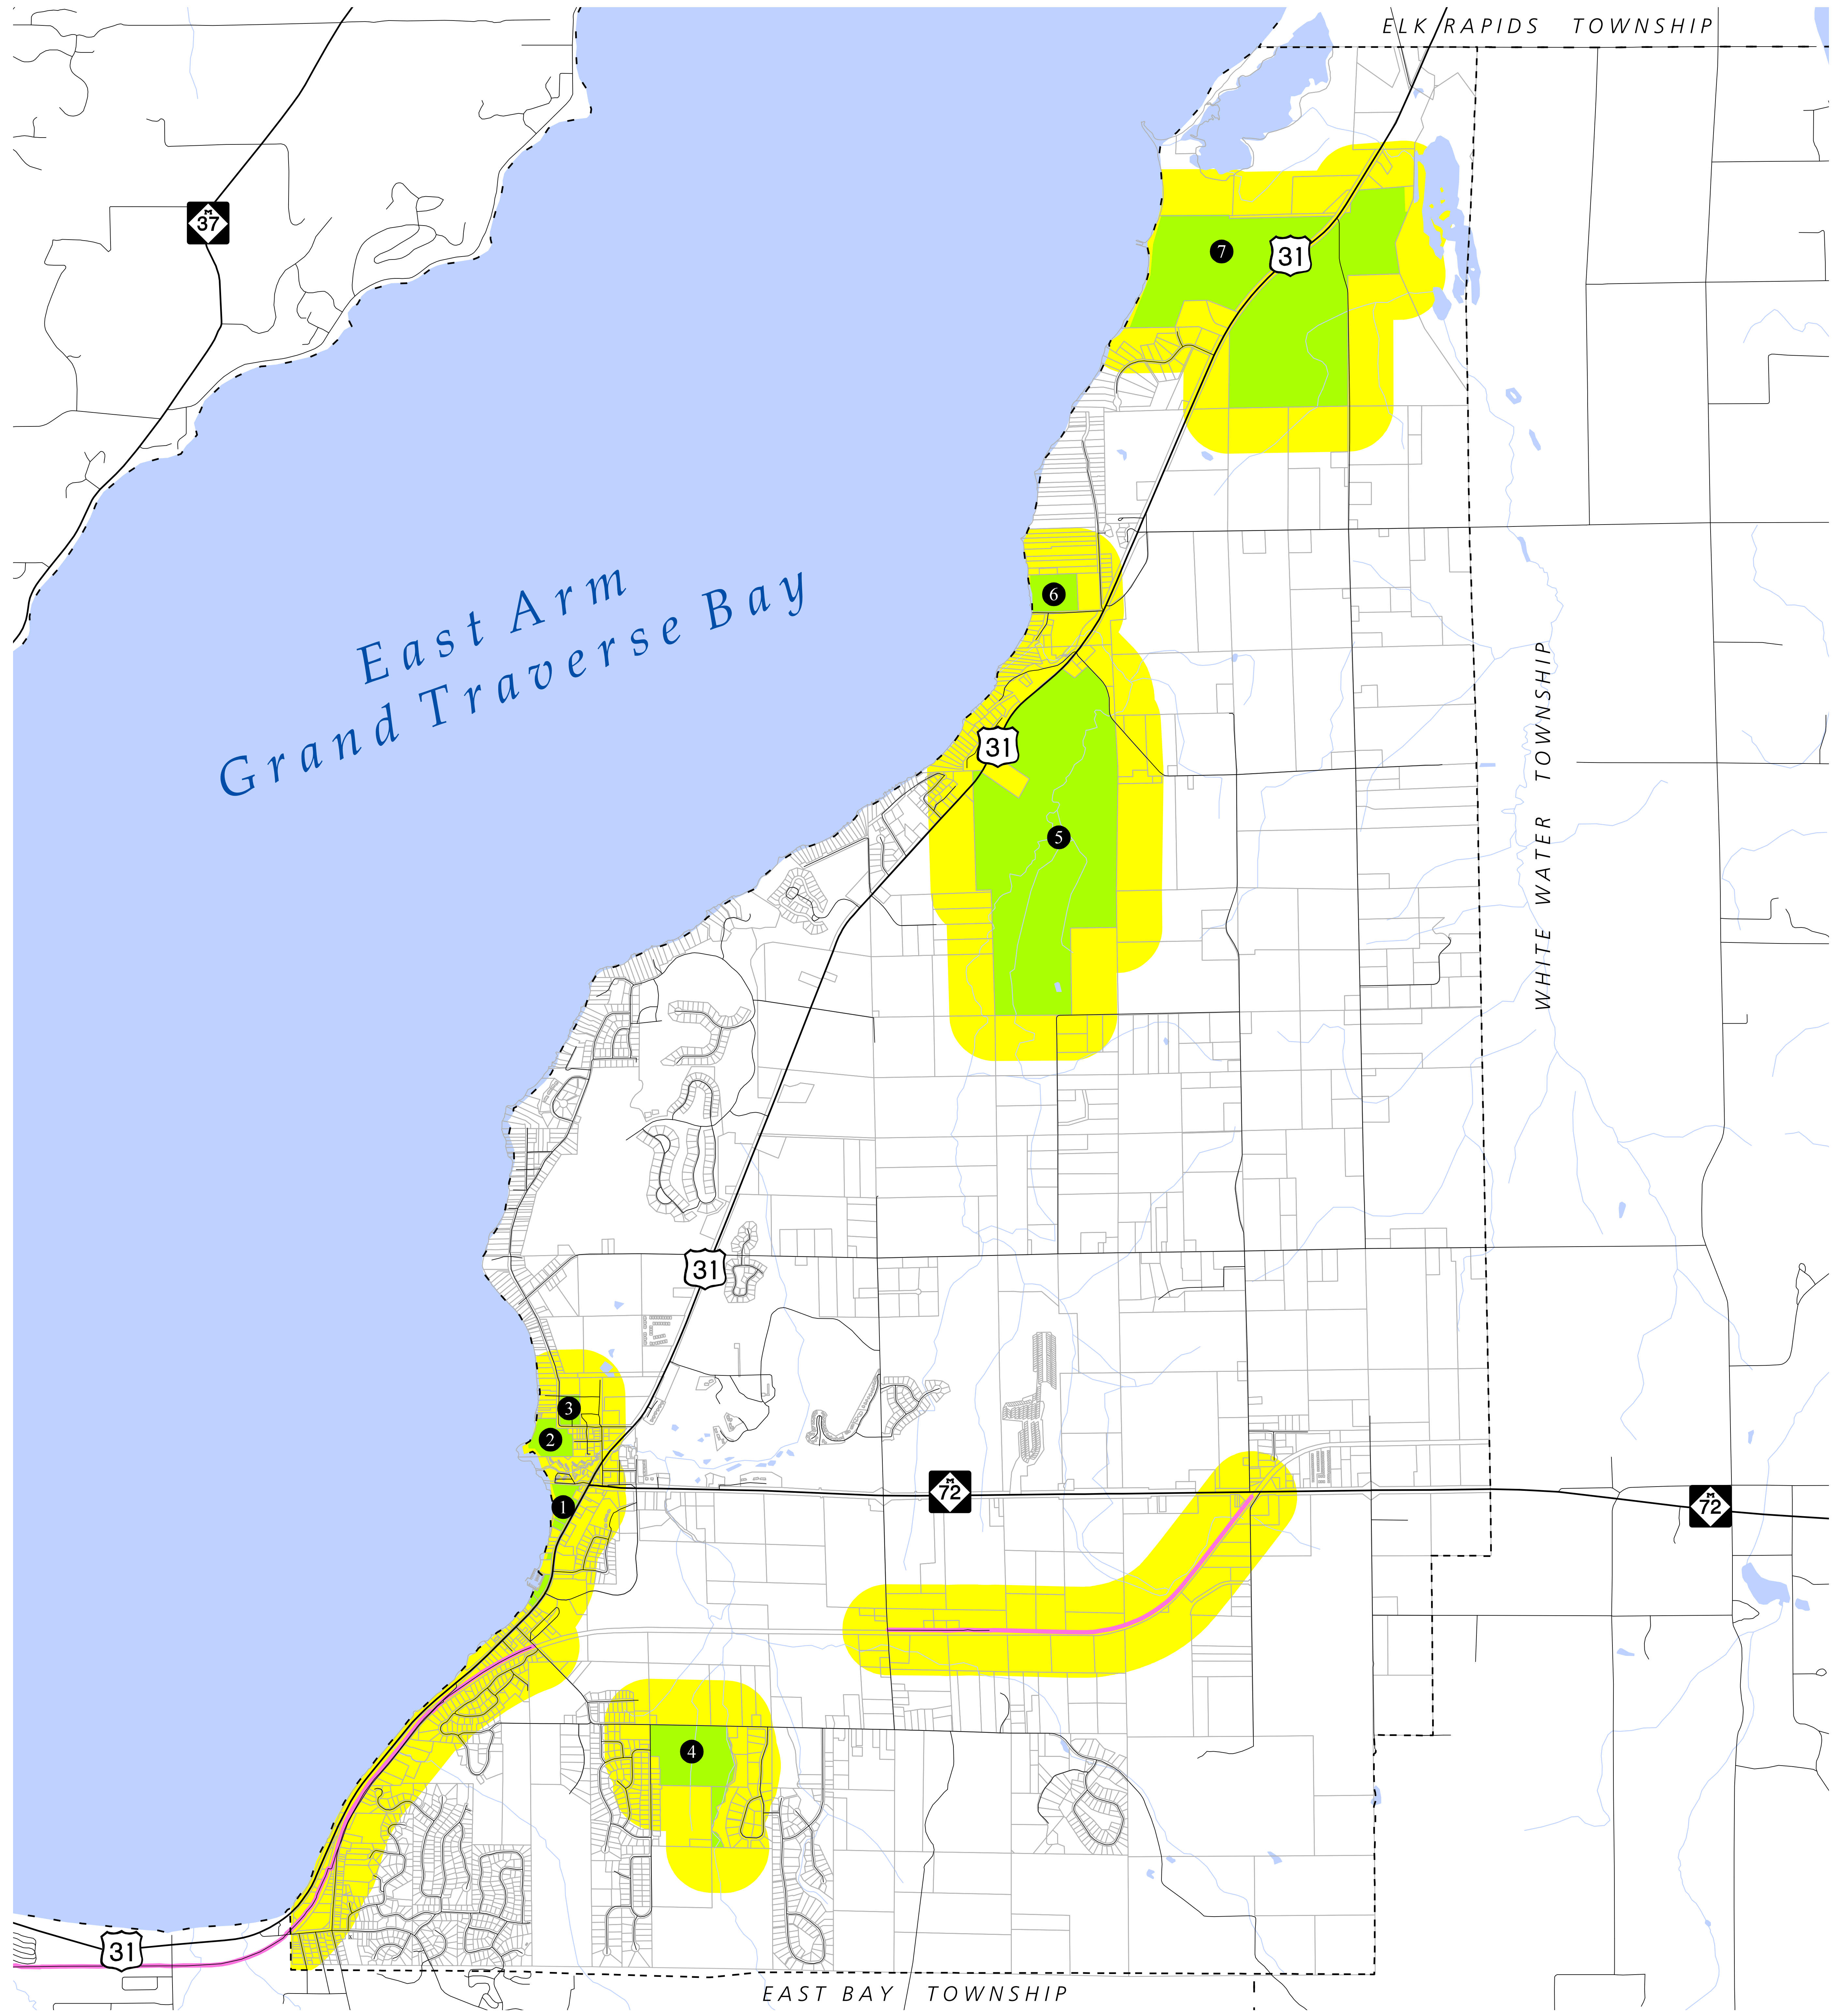 ELK RAPIDS TOWNSHIP
M
37
7
31
6
East Arm
Grand Traverse Bay
WHITE WATER TOWNSHIP
31
5
31
3
2
1
M
72
M
72
4
31
EAST BAY TOWNSHIP